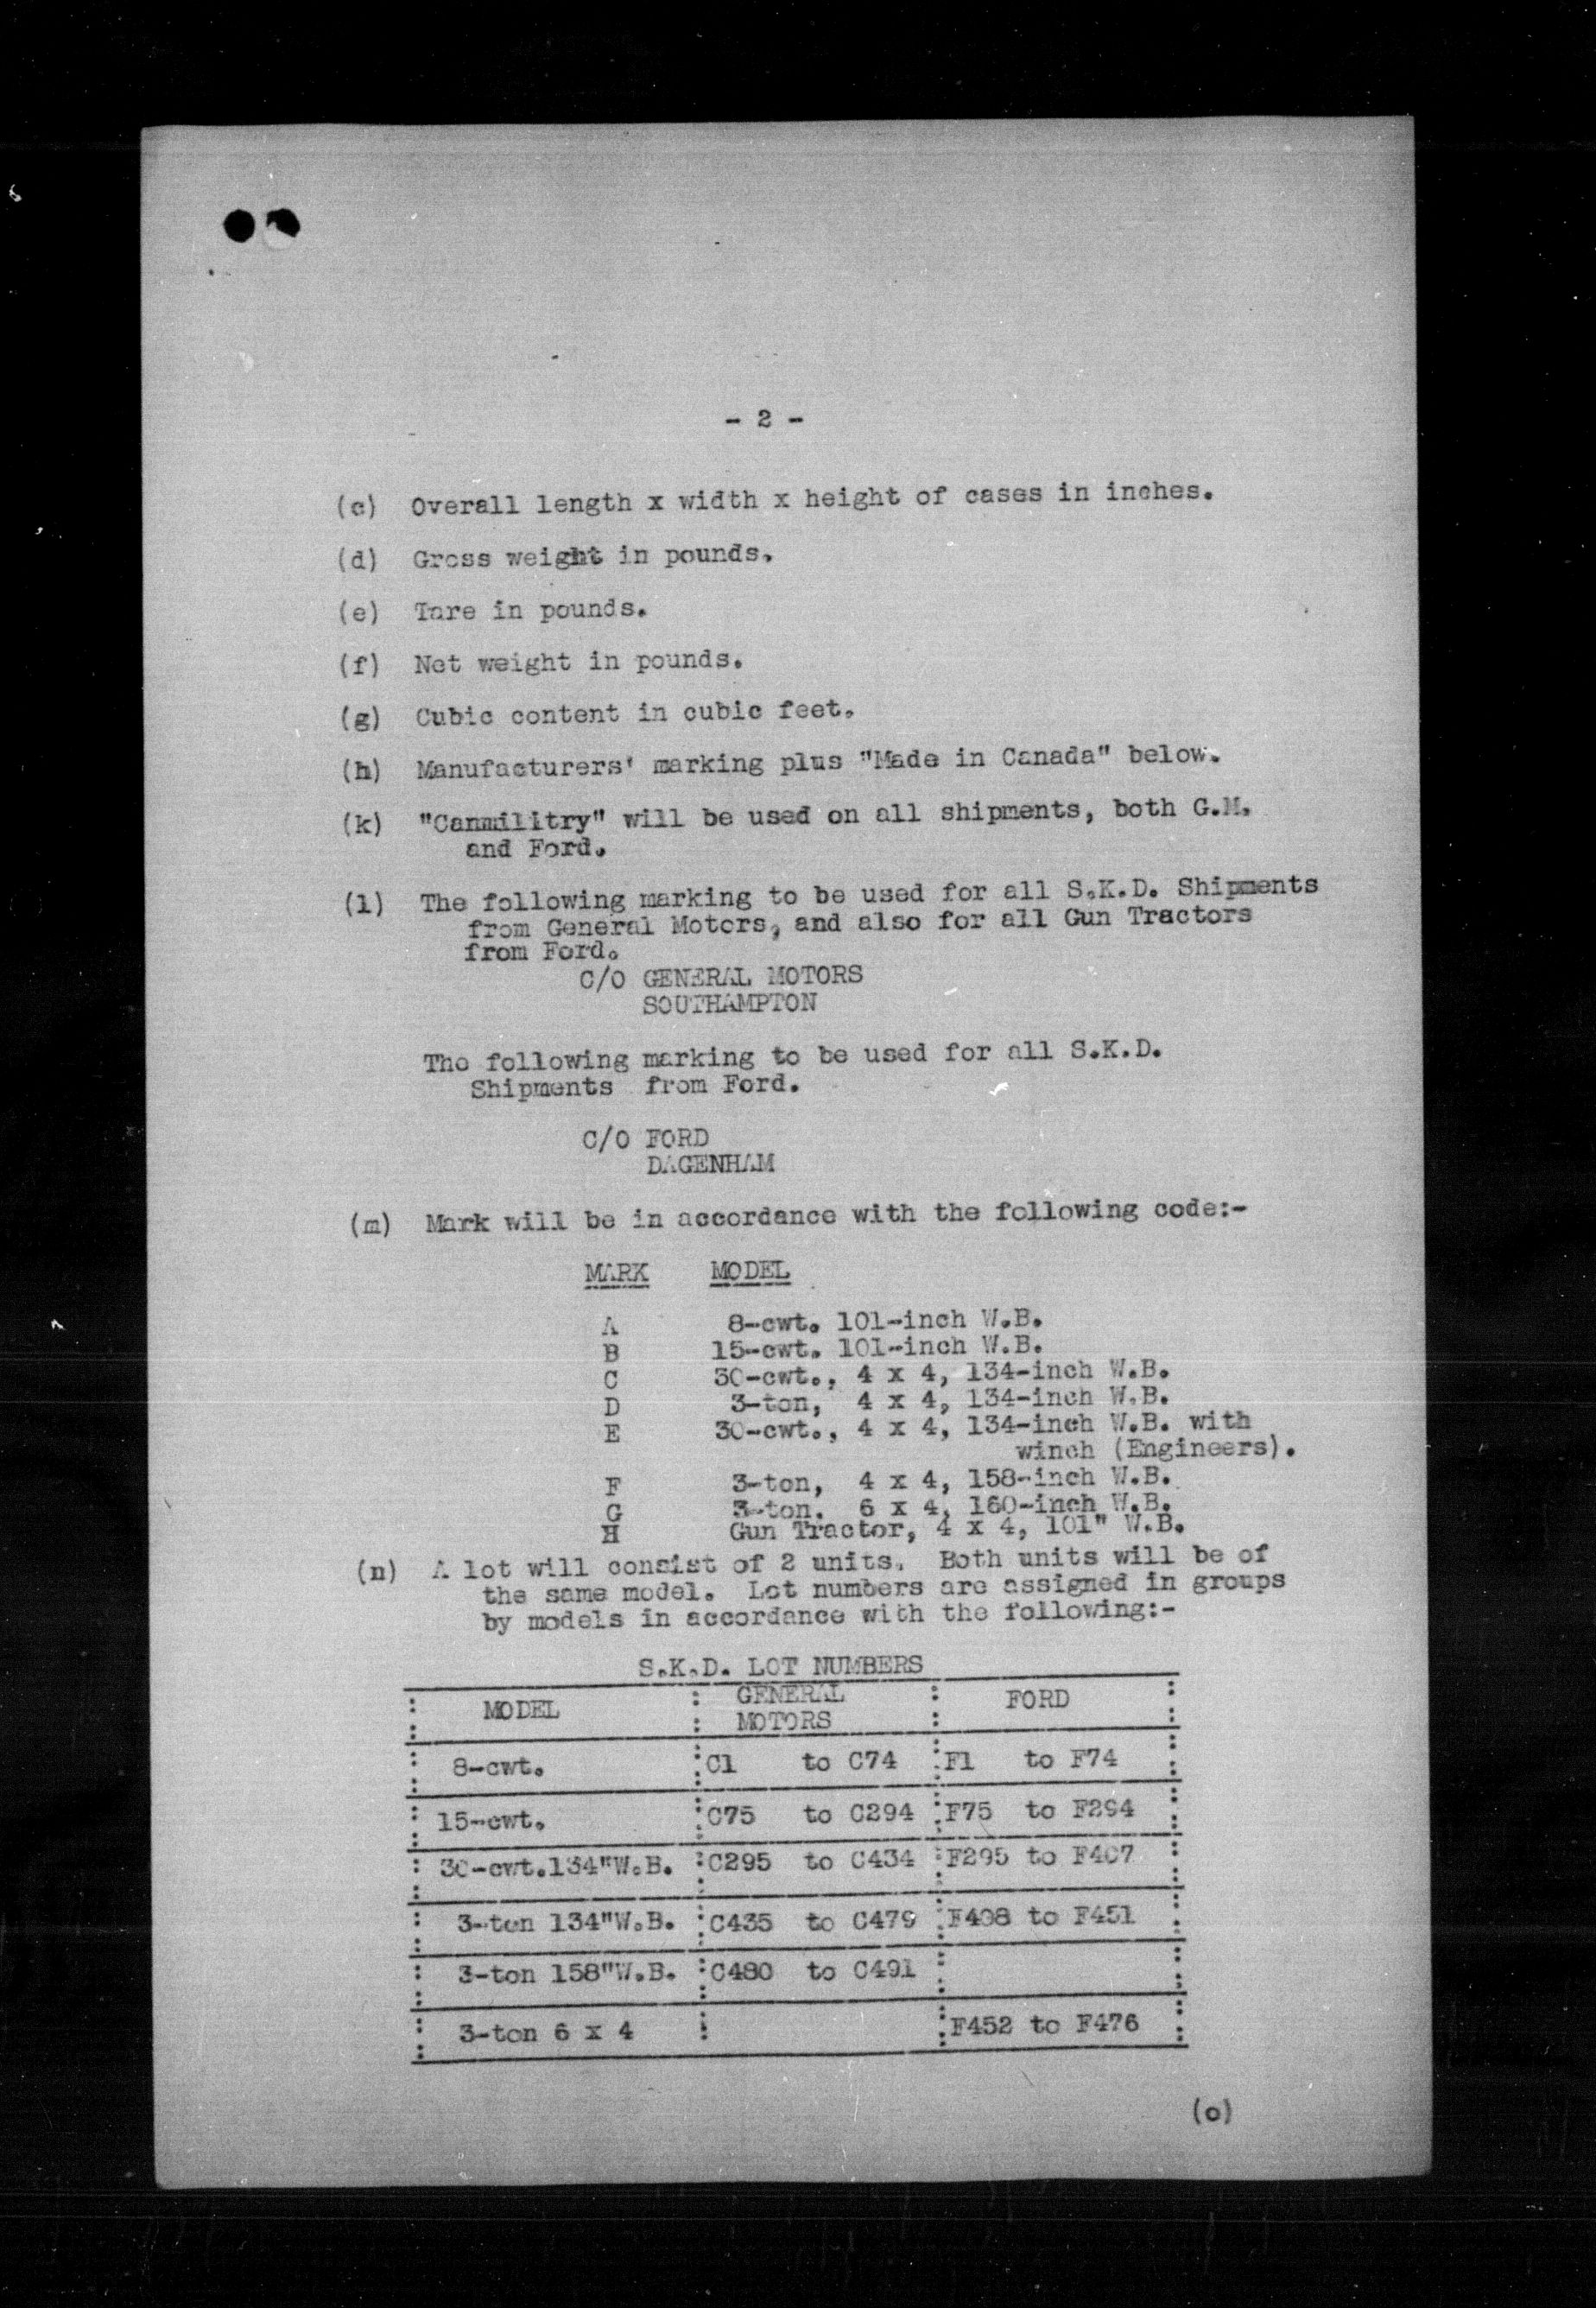 - 2 -
(c) Overall length x width x height of cases in inches.
(d) Gross weight in pounds.
(e) Tare in pounds.
(f) Net weight in pounds.
(g) Cubic content in cubic feet.
(h) Manufacturers' marking plus "Made in Canada" below.
(k) "Canmilitry" will be used on all shipments, both G.M.
and Ford.
(l) The following marking to be used for all S.K.D. Shipments
from General Motors, and also for all Gun Tractors
from Ford.
C/O GENERAL MOTORS
SOUTHAMPTON
The following marking to be used for all S.K.D.
Shipments from Ford.
C/O FORD
DAGENHAM
(m) Mark will be in accordance with the following code:-
MARK MODEL
A 8-cwt. 101-inch W.B.
B 15-cwt. 101-inch W.B.
C 30-cwt., 4 x 4, 134-inch W.B.
D 3-ton, 4 x 4, 134-inch W.B.
E 30-cwt., 4 x 4, 134-inch W.B. with
winch (Engineers).
F 3-ton, 4 x 4, 158-inch W.B.
G 3-ton. 6 x 4, 160-inch W.B.
H Gun Tractor, 4 x 4, 101" W.B.
(n) A lot will consist of 2 units. Both units will be of
the same model. Lot numbers are assigned in groups
by models in accordance with the following:-
S.K.D. LOT NUMBERS
MODEL GENERAL MOTORS FORD
8-cwt. C1 to C74 F1 to F74
15-cwt. C75 to C294 F75 to F294
30-cwt.134"W.B. C295 to C434 F295 to F407
3-ton 134"W.B. C435 to C479 F408 to F451
3-ton 158"W.B. C480 to C491
3-ton 6 x 4 F452 to F476
(o)